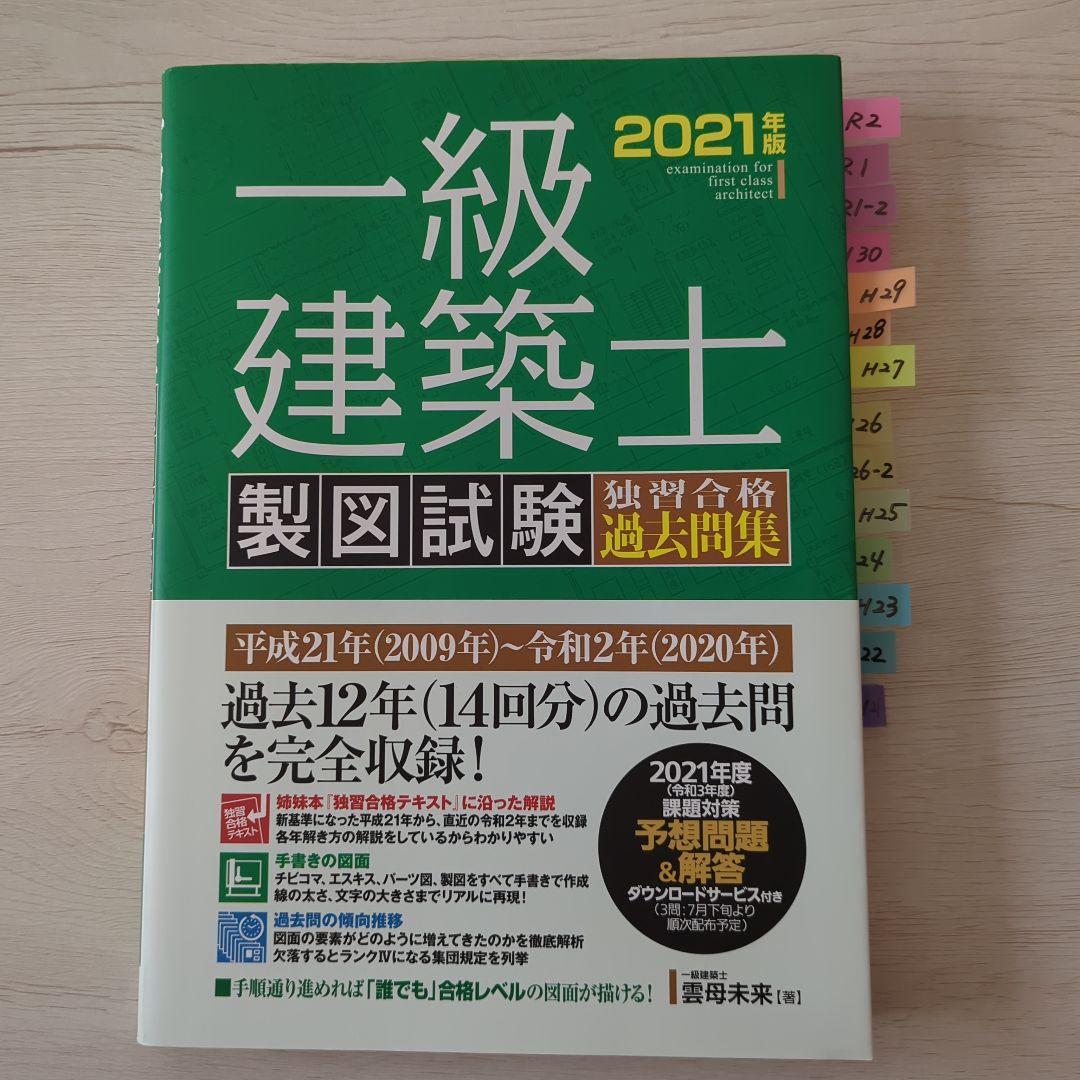 2021年版
examination for
first class
architect
一級
建築士
製図試験
独習合格
過去問集
平成21年(2009年)~令和2年(2020年)
過去12年(14回分)の過去問
を完全収録!
独習
合格
テキスト
姉妹本『独習合格テキスト』に沿った解説
新基準になった平成21年から、直近の令和2年までを収録
各年解き方の解説をしているからわかりやすい
手書きの図面
チビコマ、エスキス、パーツ図、製図をすべて手書きで作成
線の太さ、文字の大きさまでリアルに再現!
過去問の傾向推移
図面の要素がどのように増えてきたのかを徹底解析
欠落するとランクⅣになる集団規定を列挙
■手順通り進めれば「誰でも」合格レベルの図面が描ける!
2021年度
(令和3年度)
課題対策
予想問題
&解答
ダウンロードサービス付き
(3問:7月下旬より
順次配布予定)
一級建築士
雲母未来【著】
R2
R1
R1-2
30
H29
H28
H27
26
26-2
H25
24
H23
22